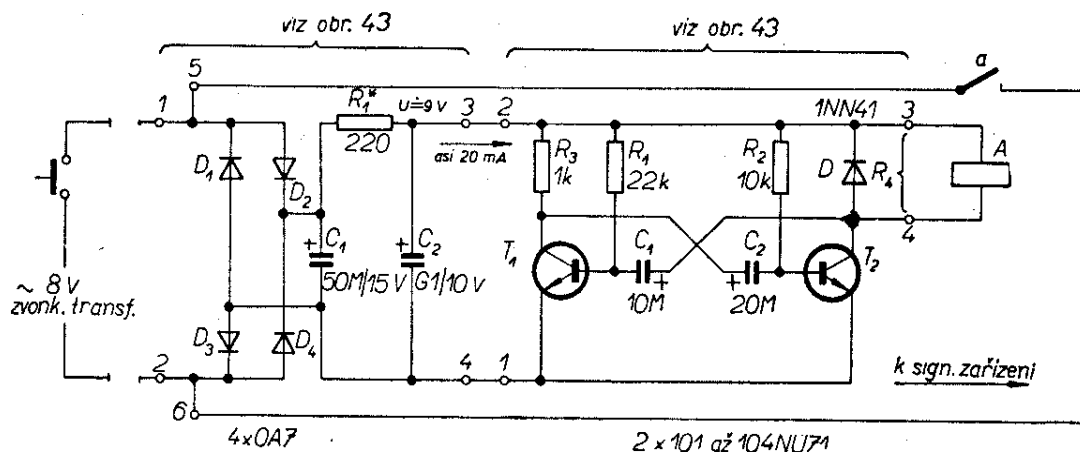 viz obr. 43
viz obr. 43
5
a
1
R1*
U≐9 V
3
2
1NN41
3
220
asi 20 mA
R3
1k
R1
22k
R2
10k
D
R4
A
D1
D2
4
C1
50M/15 V
C2
G1/10 V
T1
C1
10M
C2
20M
T2
~ 8 V
zvonk. transf.
D3
D4
2
4
1
k sign. zařízení
6
4×OA7
2 × 101 až 104NU71